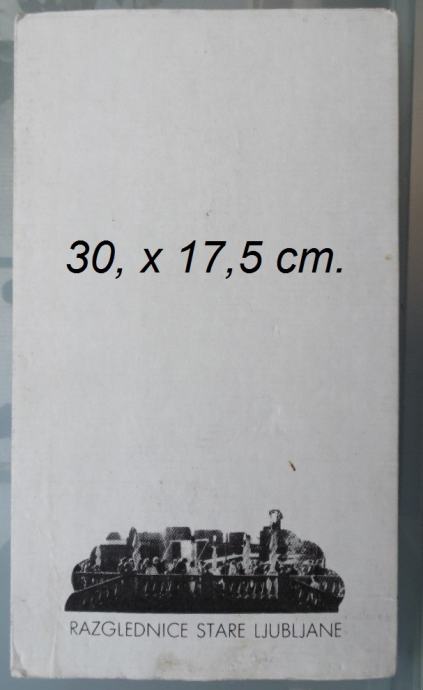 30, x 17,5 cm.
RAZGLEDNICE STARE LJUBLJANE